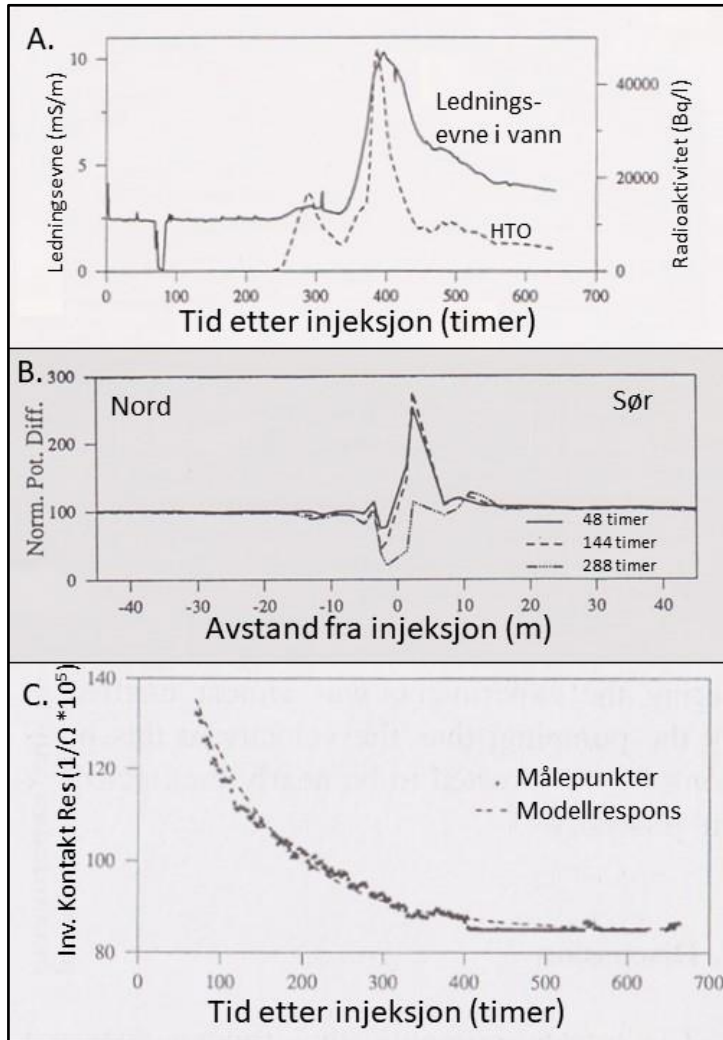 A.
Ledningsevne (mS/m)
10
5
0
Lednings-
evne i vann
HTO
40000
20000
0
Radioaktivitet (Bq/l)
0 100 200 300 400 500 600 700
Tid etter injeksjon (timer)
B.
Norm. Pot. Diff.
300
200
100
0
Nord
Sør
48 timer
144 timer
288 timer
-40 -30 -20 -10 0 10 20 30 40
Avstand fra injeksjon (m)
C.
Inv. Kontakt Res (1/Ω *10⁵)
140
120
100
80
Målepunkter
Modellrespons
0 100 200 300 400 500 600 700
Tid etter injeksjon (timer)